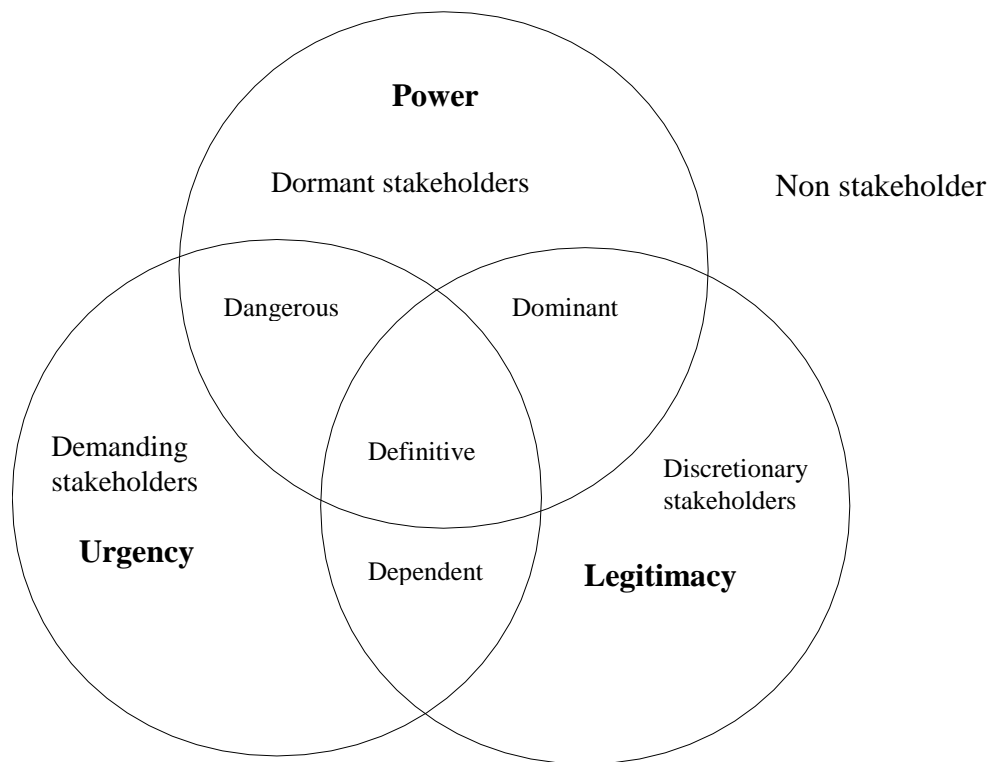 Power
Dormant stakeholders
Non stakeholder
Dangerous
Dominant
Demanding
stakeholders
Definitive
Discretionary
stakeholders
Urgency
Dependent
Legitimacy